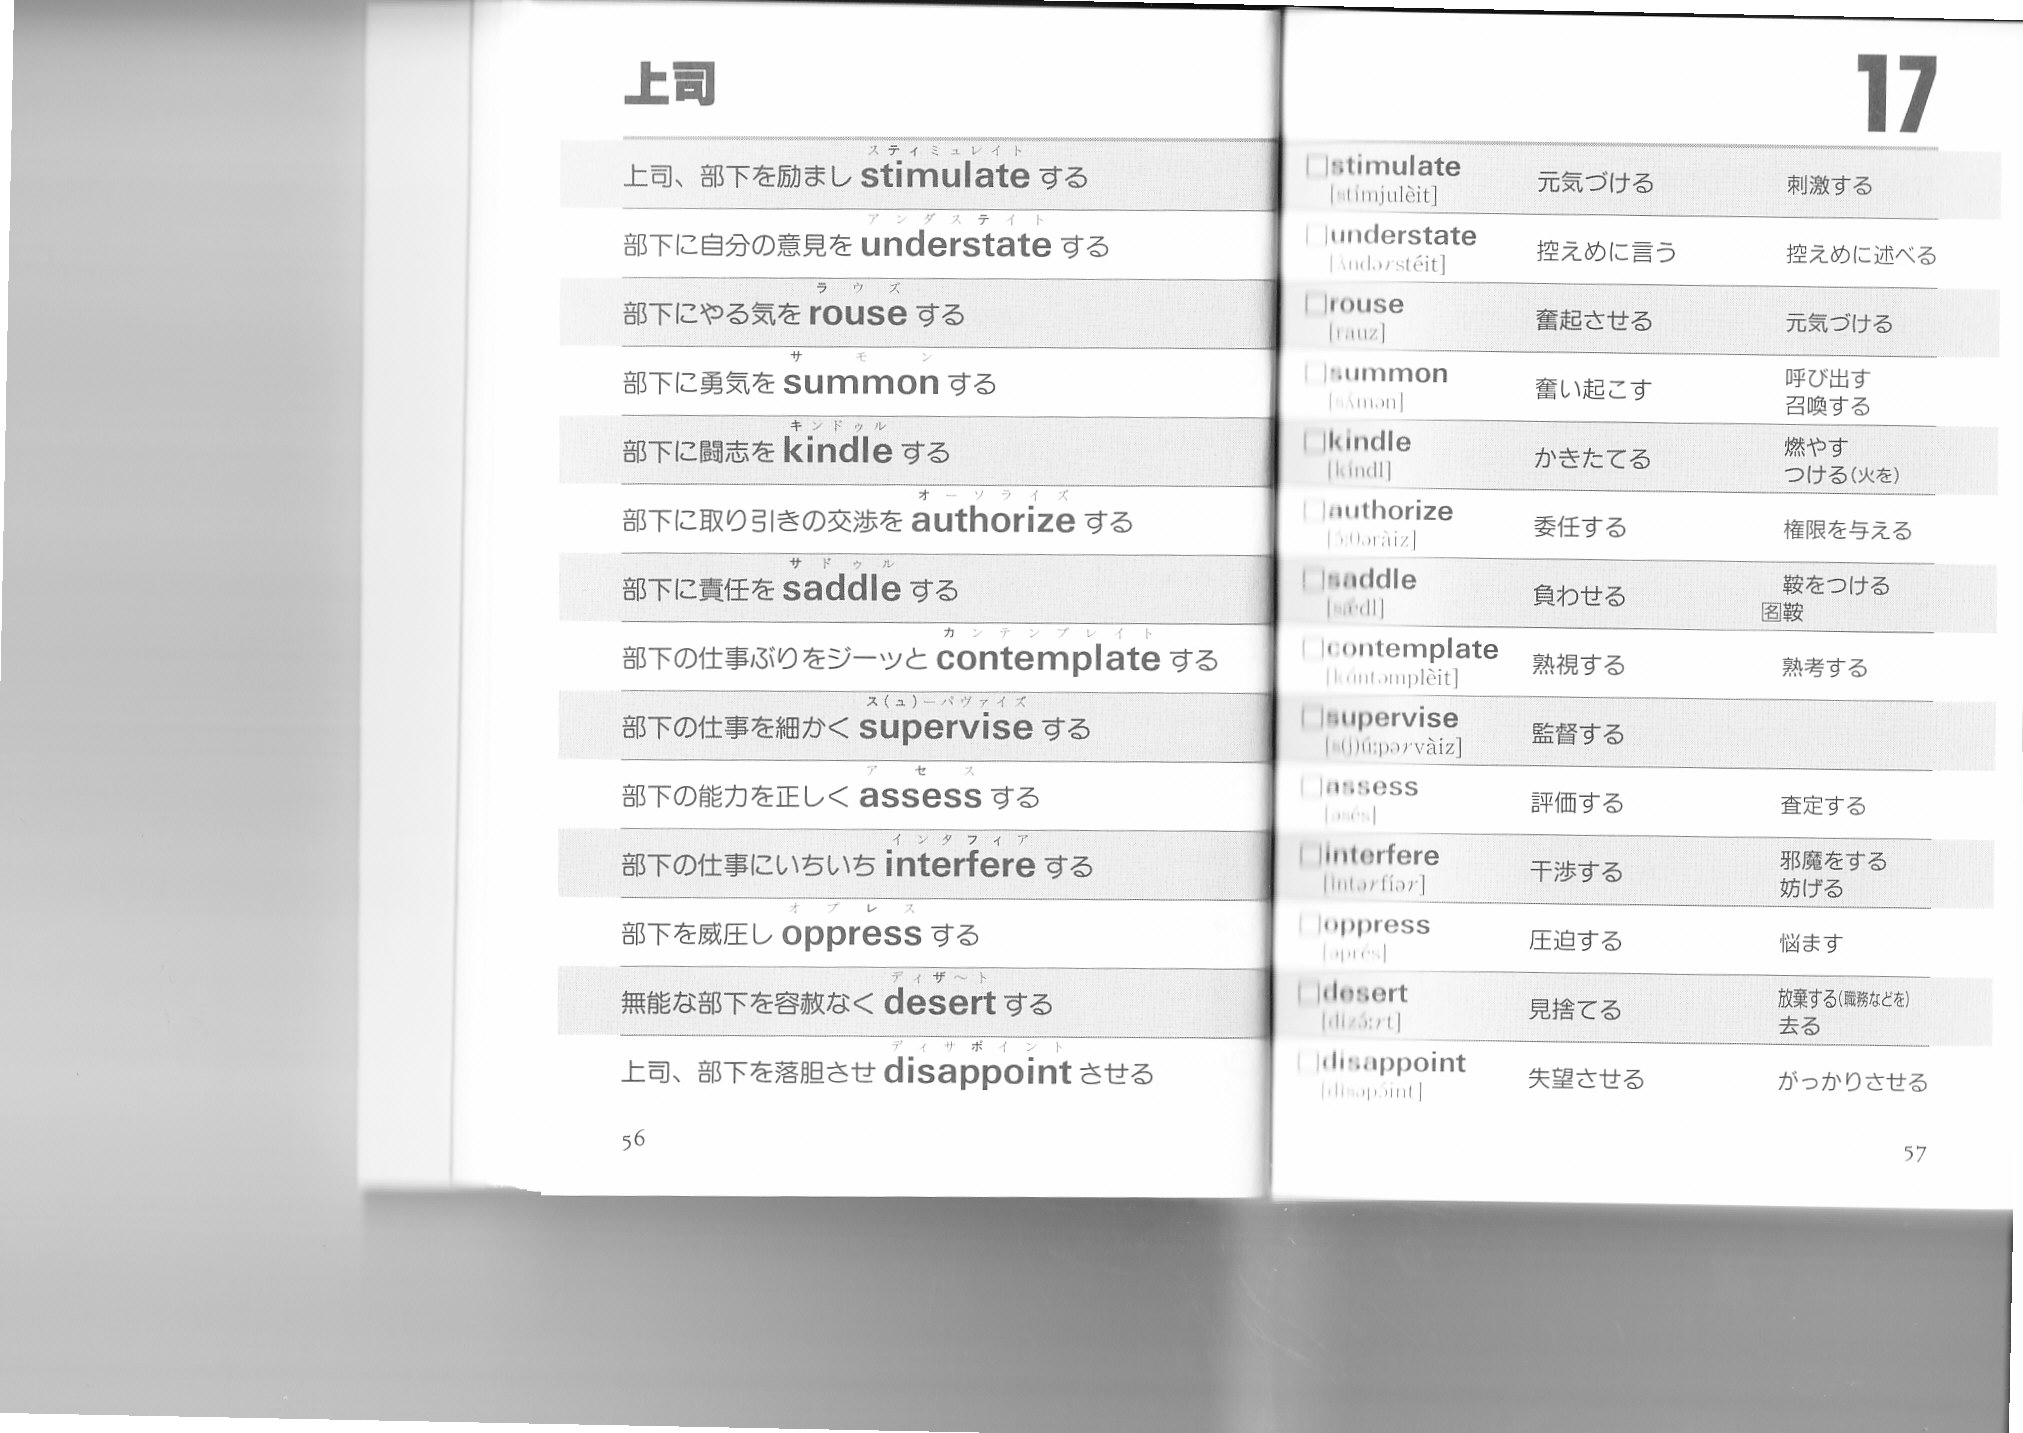 上司
スティミュレイト
上司、部下を励まし stimulate する
アンダステイト
部下に自分の意見を understate する
ラウズ
部下にやる気を rouse する
サモン
部下に勇気を summon する
キンドゥル
部下に闘志を kindle する
オーソライズ
部下に取り引きの交渉を authorize する
サドゥル
部下に責任を saddle する
カンテンプレイト
部下の仕事ぶりをジーッと contemplate する
ス(ュ)ーパヴァイズ
部下の仕事を細かく supervise する
アセス
部下の能力を正しく assess する
インタフィア
部下の仕事にいちいち interfere する
オプレス
部下を威圧し oppress する
ディザ〜ト
無能な部下を容赦なく desert する
ディサポイント
上司、部下を落胆させ disappoint させる
56
17
□stimulate 元気づける 刺激する
[stímjulèit]
□understate 控えめに言う 控えめに述べる
[ʌ̀ndərstéit]
□rouse 奮起させる 元気づける
[rauz]
□summon 奮い起こす 呼び出す
[sʌ́mən] 召喚する
□kindle かきたてる 燃やす
[kíndl] つける(火を)
□authorize 委任する 権限を与える
[ɔ́:θəràiz]
□saddle 負わせる 鞍をつける
[sǽdl] 名鞍
□contemplate 熟視する 熟考する
[kɑ́ntəmplèit]
□supervise 監督する
[s(j)ú:pərvàiz]
□assess 評価する 査定する
[əsés]
□interfere 干渉する 邪魔をする
[ìntərfíər] 妨げる
□oppress 圧迫する 悩ます
[əprés]
□desert 見捨てる 放棄する(職務などを)
[dizə́:rt] 去る
□disappoint 失望させる がっかりさせる
[dìsəpɔ́int]
57